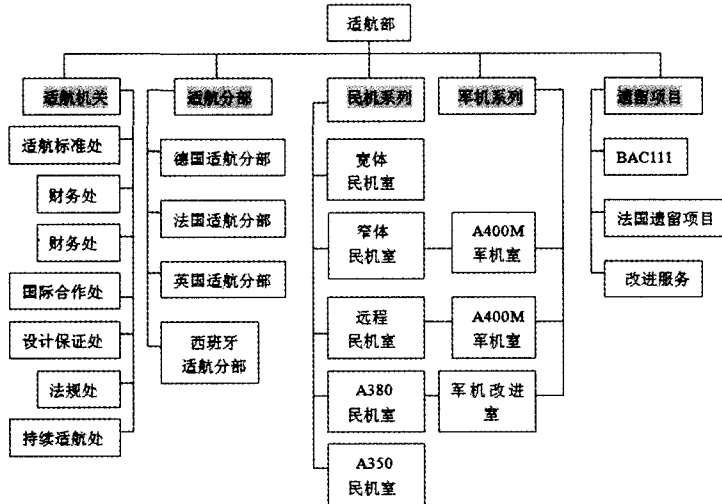 适航部
适航机关
适航标准处
财务处
财务处
国际合作处
设计保证处
法规处
持续适航处
适航分部
德国适航分部
法国适航分部
英国适航分部
西班牙
适航分部
民机系列
宽体
民机室
窄体
民机室
远程
民机室
A380
民机室
A350
民机室
军机系列
A400M
军机室
A400M
军机室
军机改进
室
遗留项目
BAC111
法国遗留项目
改进服务